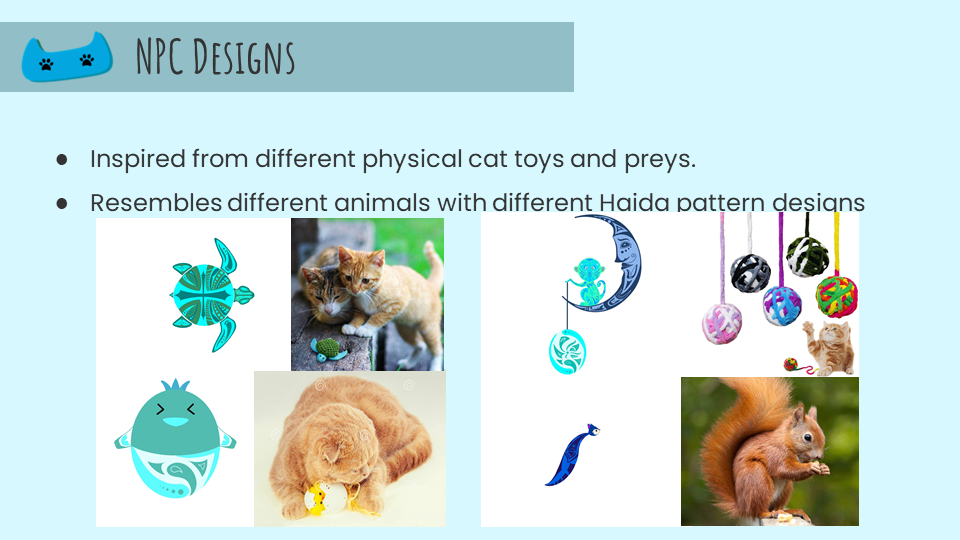 NPC Designs
● Inspired from different physical cat toys and preys.
● Resembles different animals with different Haida pattern designs